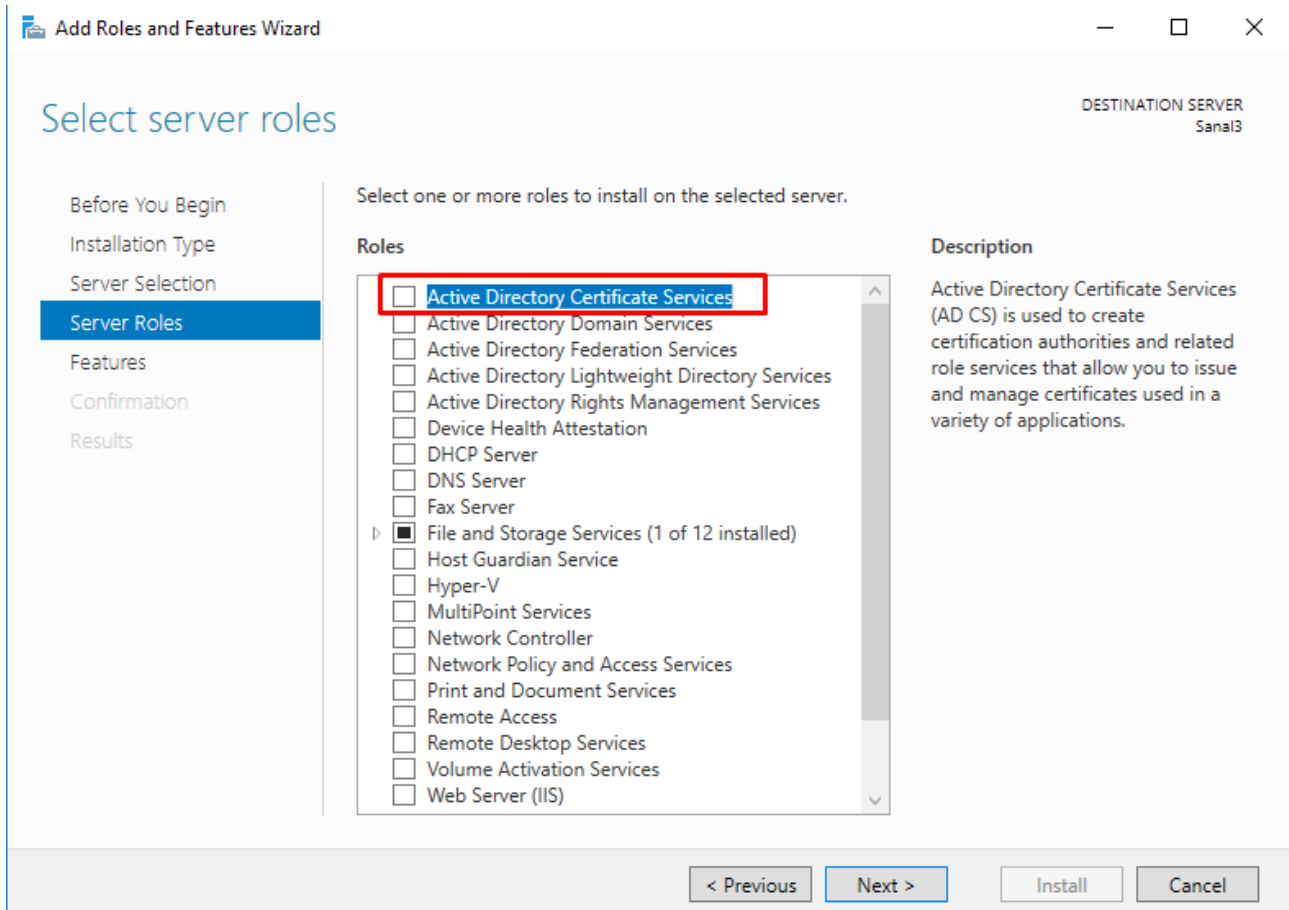 Add Roles and Features Wizard
Select server roles
DESTINATION SERVER
Sanal3
Before You Begin
Installation Type
Server Selection
Server Roles
Features
Confirmation
Results
Select one or more roles to install on the selected server.
Roles
Active Directory Certificate Services
Active Directory Domain Services
Active Directory Federation Services
Active Directory Lightweight Directory Services
Active Directory Rights Management Services
Device Health Attestation
DHCP Server
DNS Server
Fax Server
File and Storage Services (1 of 12 installed)
Host Guardian Service
Hyper-V
MultiPoint Services
Network Controller
Network Policy and Access Services
Print and Document Services
Remote Access
Remote Desktop Services
Volume Activation Services
Web Server (IIS)
Description
Active Directory Certificate Services
(AD CS) is used to create
certification authorities and related
role services that allow you to issue
and manage certificates used in a
variety of applications.
< Previous
Next >
Install
Cancel